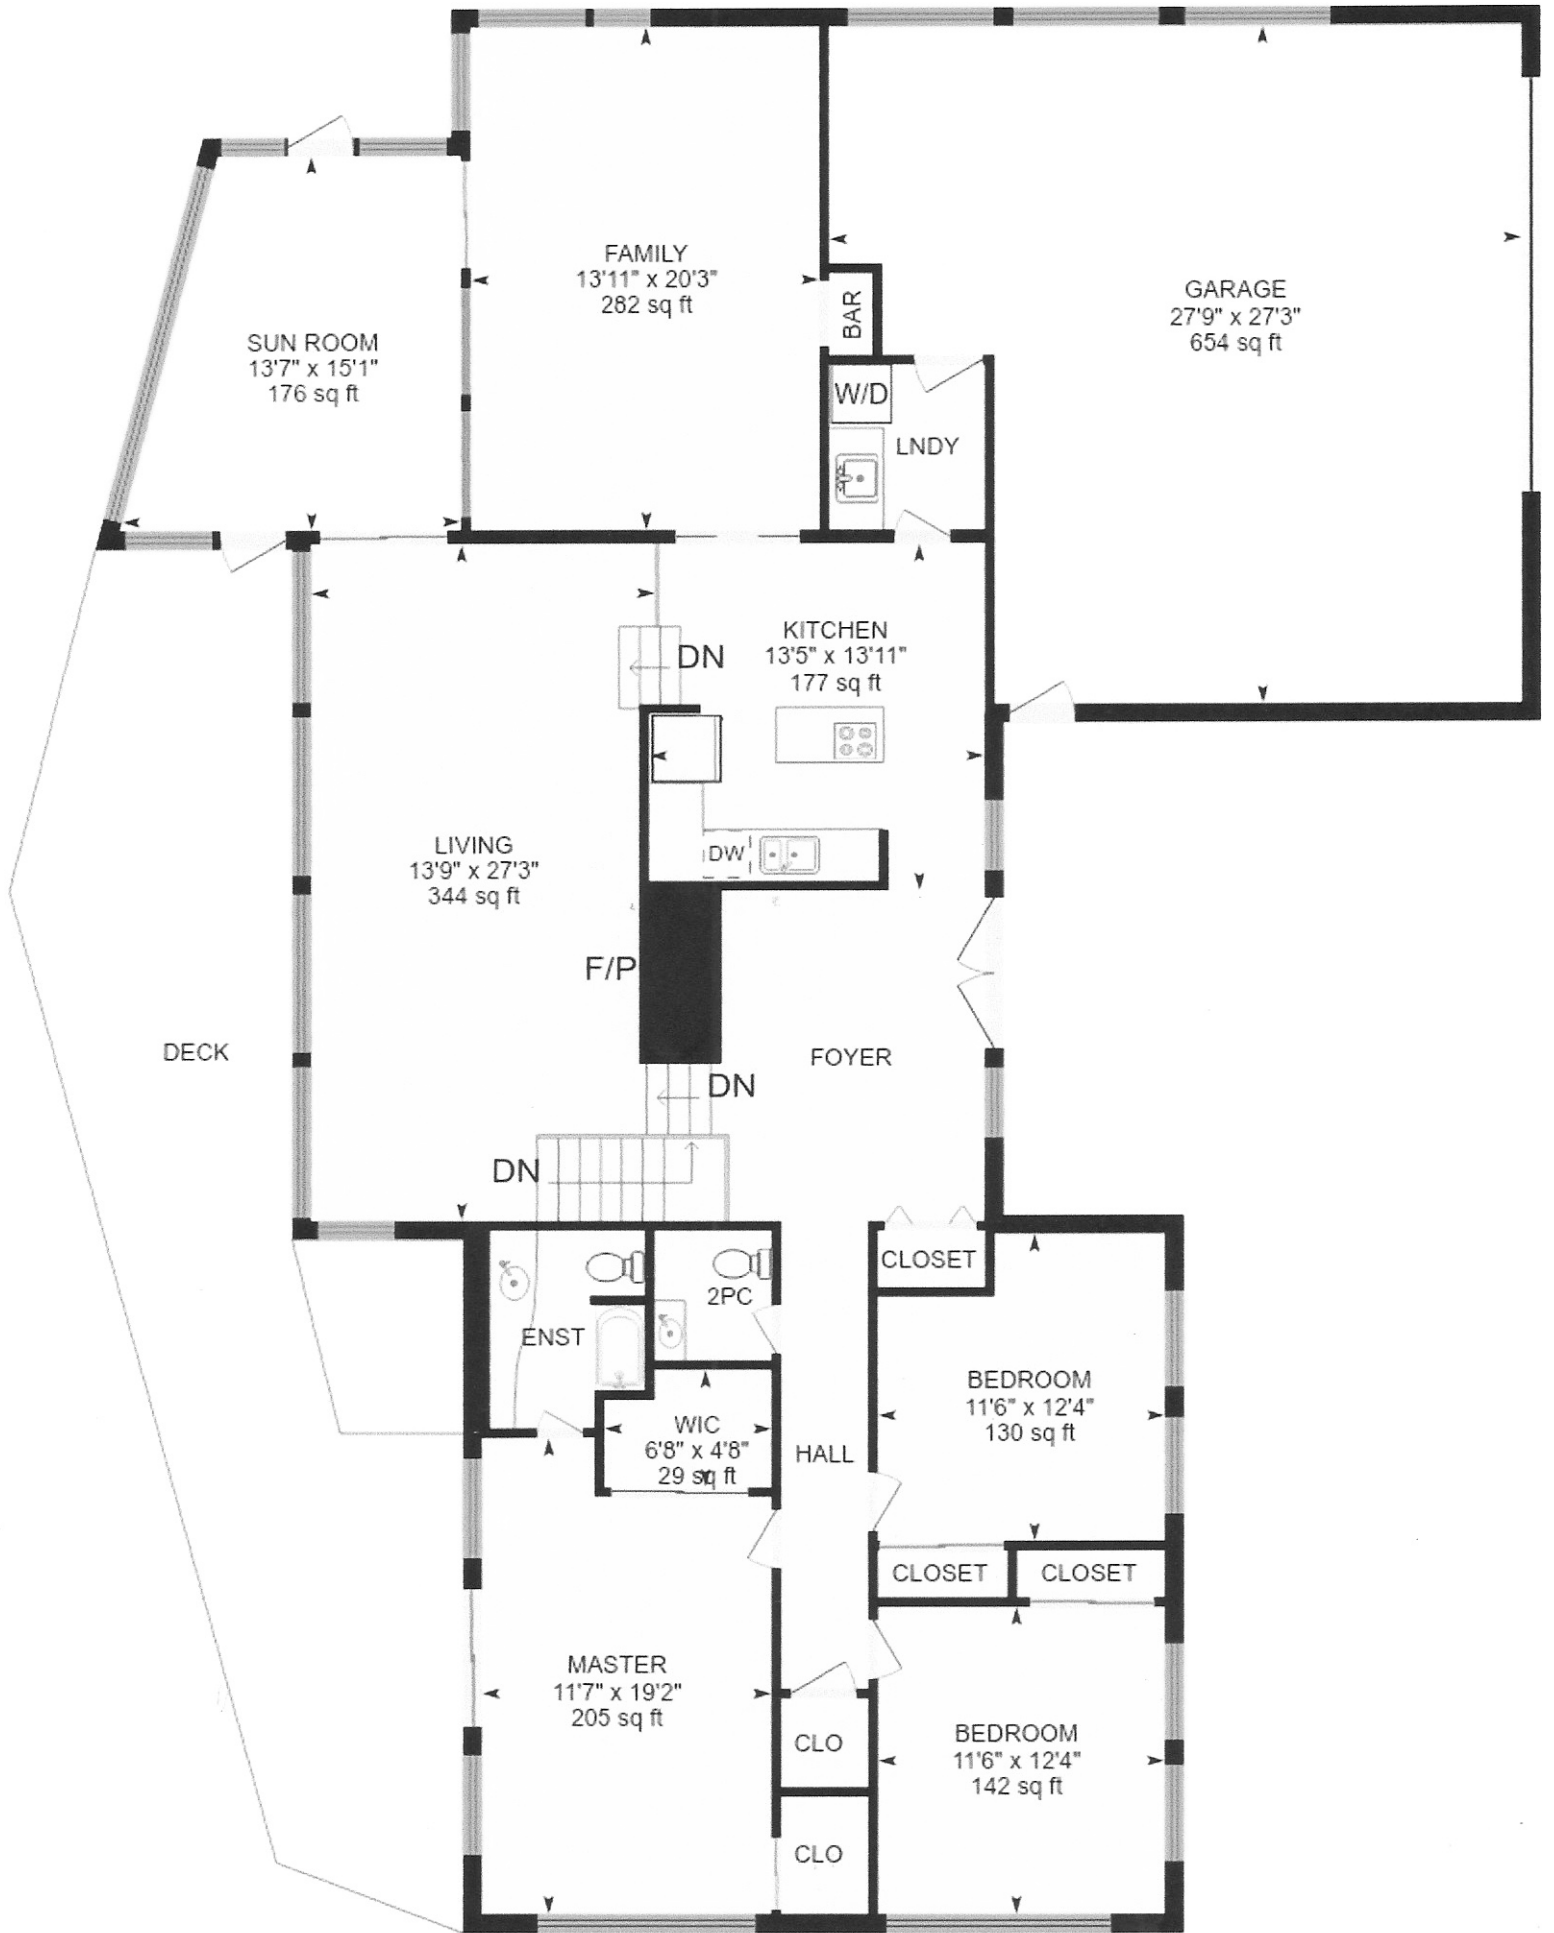 FAMILY
13'11" x 20'3"
282 sq ft
GARAGE
27'9" x 27'3"
654 sq ft
BAR
SUN ROOM
13'7" x 15'1"
176 sq ft
W/D
LNDY
KITCHEN
13'5" x 13'11"
177 sq ft
DN
LIVING
13'9" x 27'3"
344 sq ft
DW
F/P
DECK
FOYER
DN
DN
CLOSET
2PC
ENST
BEDROOM
11'6" x 12'4"
130 sq ft
WIC
6'8" x 4'8"
29 sq ft
HALL
CLOSET
CLOSET
MASTER
11'7" x 19'2"
205 sq ft
BEDROOM
11'6" x 12'4"
142 sq ft
CLO
CLO